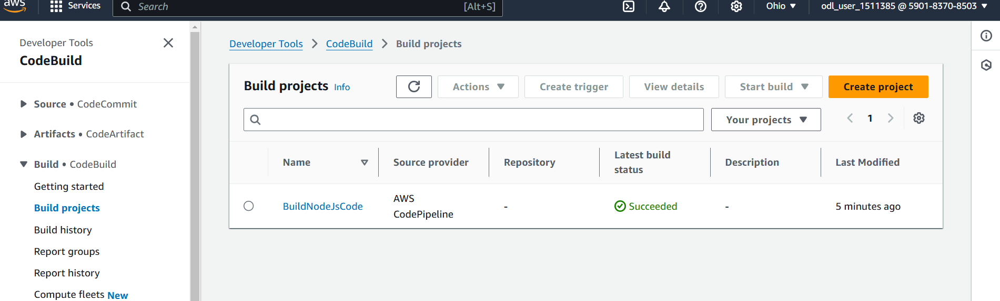 aws
Services
Search
[Alt+S]
Ohio ▼
odl_user_1511385 @ 5901-8370-8503 ▼
Developer Tools
CodeBuild
Source • CodeCommit
Artifacts • CodeArtifact
Build • CodeBuild
Getting started
Build projects
Build history
Report groups
Report history
Compute fleets New
Developer Tools > CodeBuild > Build projects
Build projects Info
Actions ▼
Create trigger
View details
Start build ▼
Create project
Your projects ▼
< 1 >
Name
Source provider
Repository
Latest build
status
Description
Last Modified
BuildNodeJsCode
AWS
CodePipeline
-
Succeeded
-
5 minutes ago